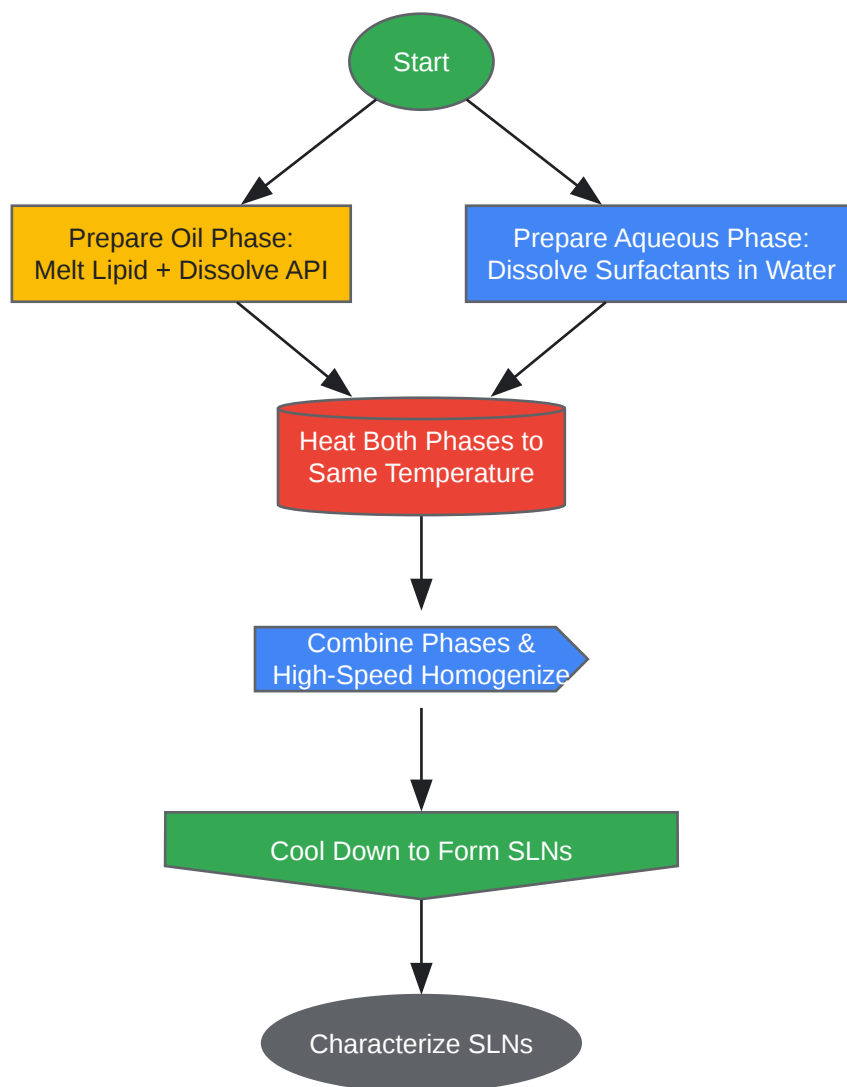 Start
Prepare Oil Phase:
Melt Lipid + Dissolve API
Prepare Aqueous Phase:
Dissolve Surfactants in Water
Heat Both Phases to
Same Temperature
Combine Phases &
High-Speed Homogenize
Cool Down to Form SLNs
Characterize SLNs